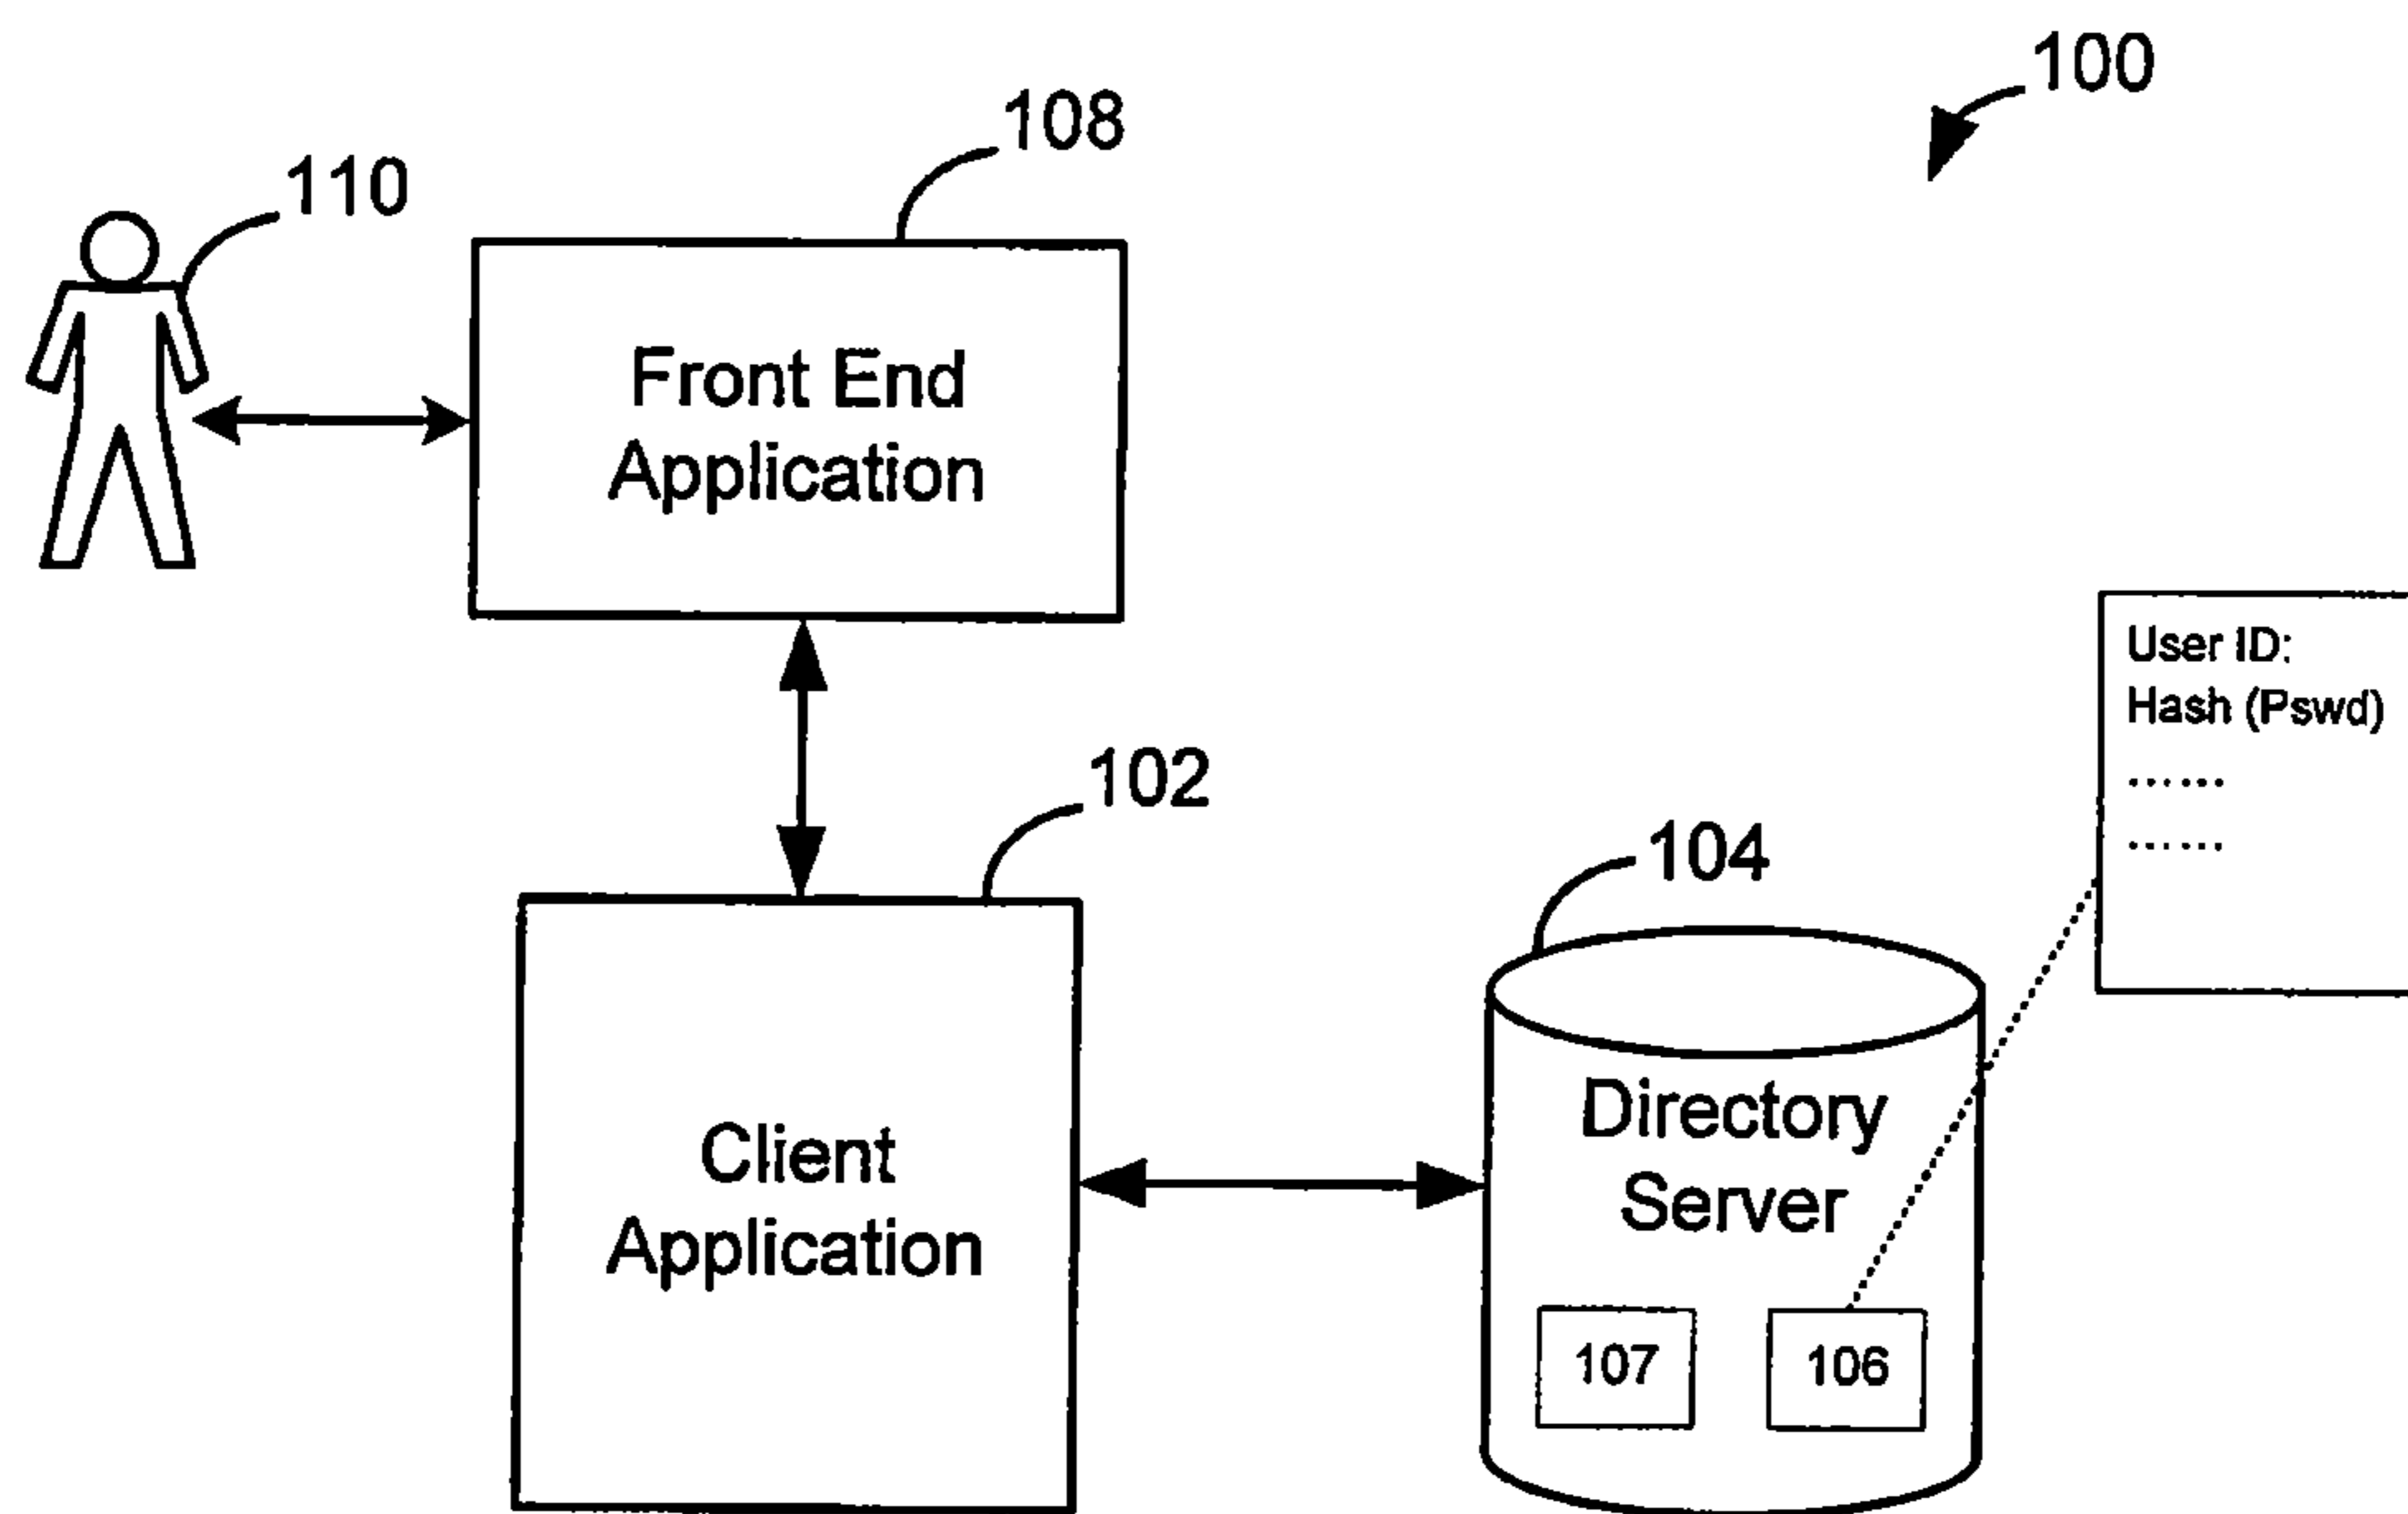 100
108
110
Front End
Application
User ID:
Hash (Pswd)
......
......
102
104
Client
Application
Directory
Server
107
106